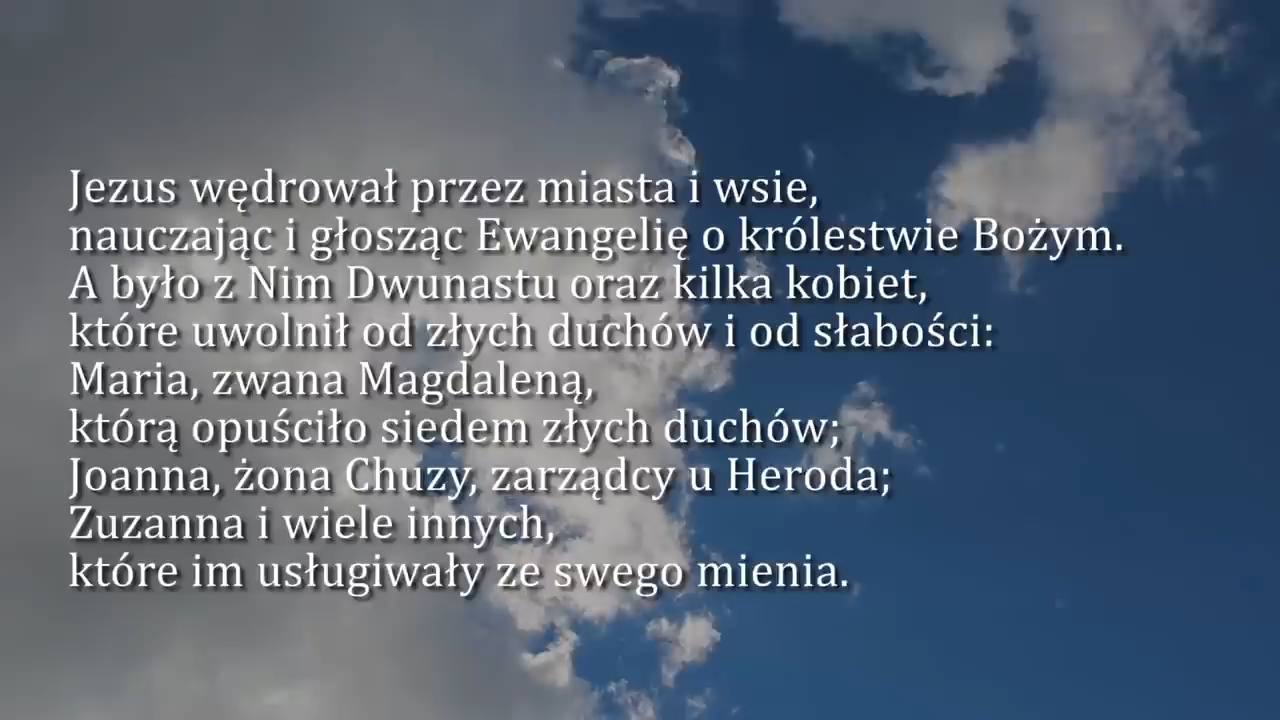 Jezus wędrował przez miasta i wsie,
nauczając i głosząc Ewangelię o królestwie Bożym.
A było z Nim Dwunastu oraz kilka kobiet,
które uwolnił od złych duchów i od słabości:
Maria, zwana Magdaleną,
którą opuściło siedem złych duchów;
Joanna, żona Chuzy, zarządcy u Heroda;
Zuzanna i wiele innych,
które im usługiwały ze swego mienia.